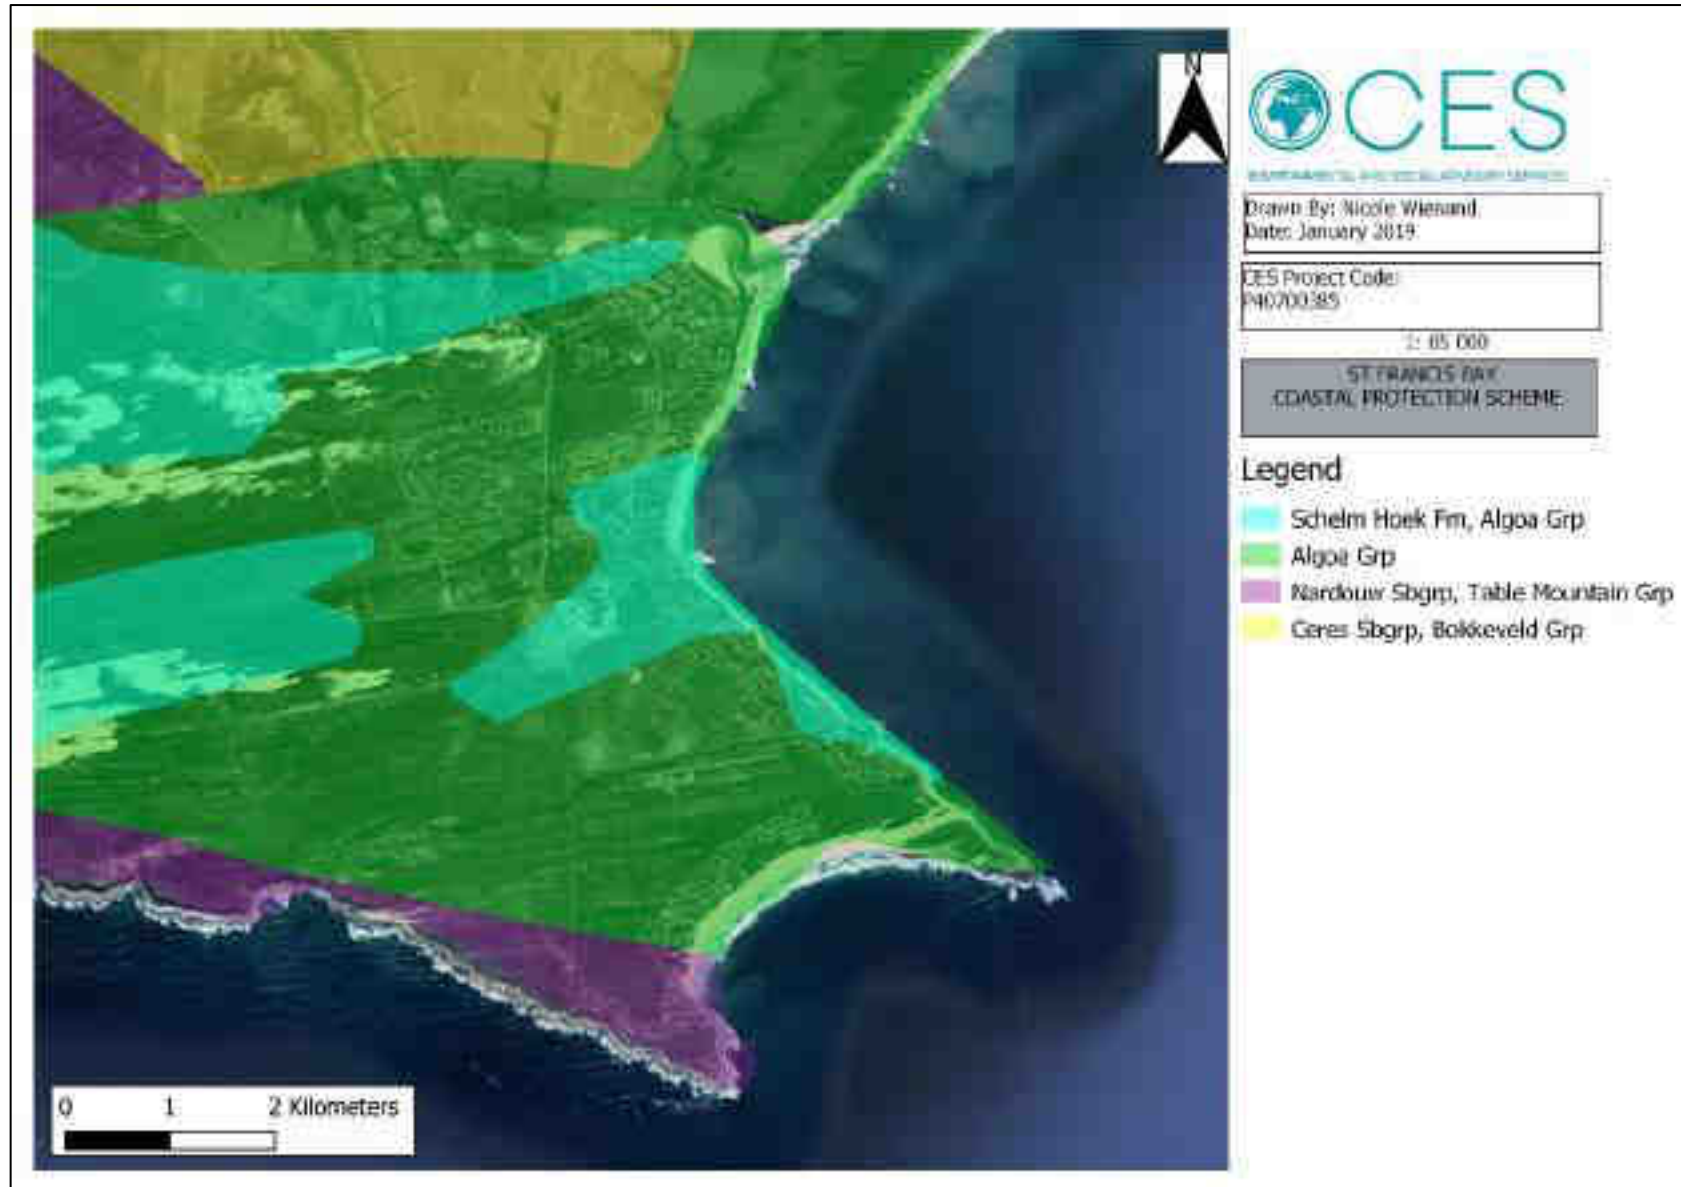 N
CES
Drawn By: Nicole Wienand
Date: January 2019
CES Project Code:
P40700385
1: 65 000
ST FRANCIS BAY
COASTAL PROTECTION SCHEME
Legend
Schelm Hoek Fm, Algoa Grp
Algoa Grp
Nardouw Sbgrp, Table Mountain Grp
Ceres Sbgrp, Bokkeveld Grp
0 1 2 Kilometers